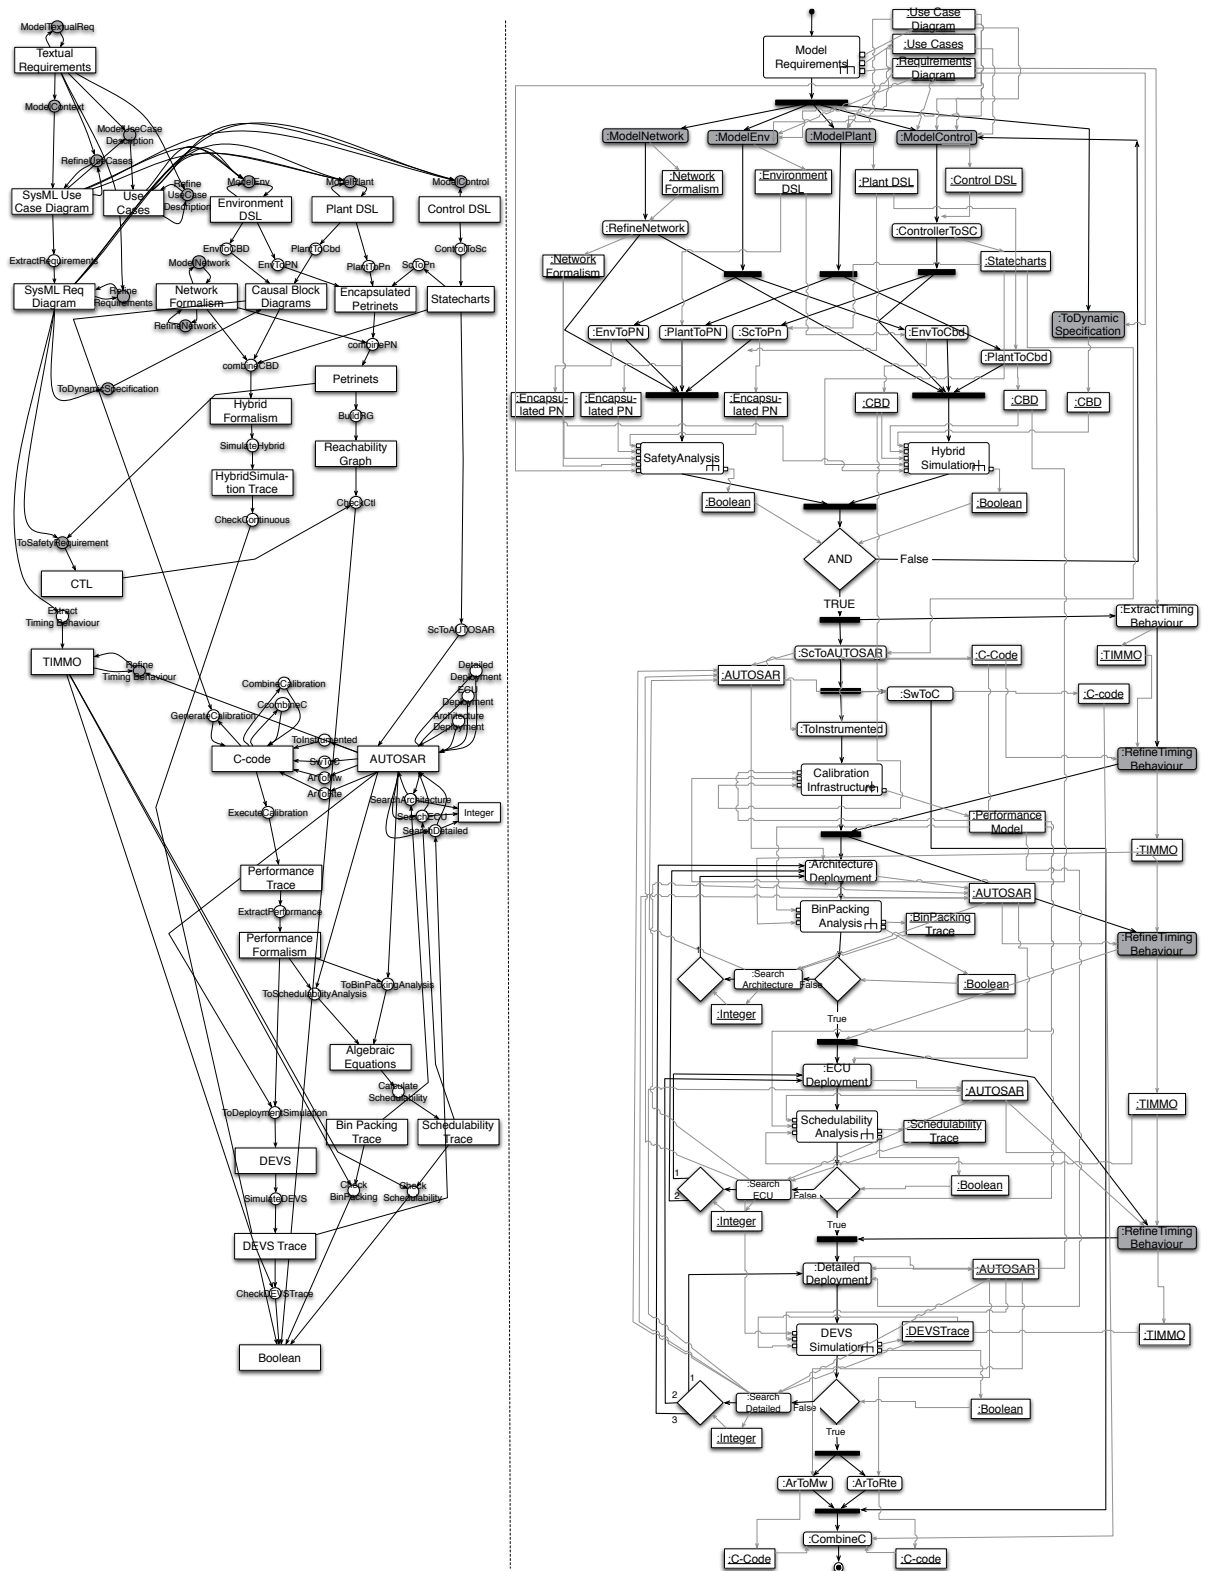 ModelTextualReq
Textual
Requirements
ModelContext
ModelUseCase
Description
RefineUseCases
SysML Use
Case Diagram
Use
Cases
Refine
UseCase
Description
ModelEnv
Environment
DSL
ModelPlant
Plant DSL
ModelControl
Control DSL
ExtractRequirements
EnvToCBD
PlantToCbd
ControlToSc
ModelNetwork
EnvToPN
PlantToPn
ScToPn
SysML Req
Diagram
Refine
Requirements
Network
Formalism
Causal Block
Diagrams
Encapsulated
Petrinets
Statecharts
RefineNetwork
combinePN
combineCBD
ToDynamicSpecification
Petrinets
Hybrid
Formalism
BuildRG
SimulateHybrid
Reachability
Graph
HybridSimula-
tion Trace
CheckCtl
CheckContinuous
ToSafetyRequirement
CTL
Extract
Timing Behaviour
ScToAUTOSAR
TIMMO
Refine
Timing Behaviour
Detailed
Deployment
ECU
Deployment
Architecture
Deployment
CombineCalibration
CcombineC
GenerateCalibration
ToInstrumented
C-code
SwToC
AUTOSAR
ArToMw
ArToRte
SearchArchitecture
SearchECU
SearchDetailed
Integer
ExecuteCalibration
Performance
Trace
ExtractPerformance
Performance
Formalism
ToBinPackingAnalysis
ToSchedulabuityAnalysis
Algebraic
Equations
Calculate
Schedulability
ToDeploymentSimulation
Bin Packing
Trace
Schedulability
Trace
DEVS
SimulateDEVS
Check
BinPacking
Check
Schedulability
DEVS Trace
CheckDEVSTrace
Boolean
:Use Case
Diagram
:Use Cases
:Requirements
Diagram
Model
Requirements
:ModelNetwork
:ModelEnv
:ModelPlant
:ModelControl
:Network
Formalism
:Environment
DSL
:Plant DSL
:Control DSL
:RefineNetwork
:ControllerToSC
:Network
Formalism
:Statecharts
:EnvToPN
:PlantToPN
:ScToPn
:EnvToCbd
:ToDynamic
Specification
:PlantToCbd
:Encapsu-
lated PN
:Encapsu-
lated PN
:Encapsu-
lated PN
:CBD
:CBD
:CBD
SafetyAnalysis
Hybrid
Simulation
:Boolean
:Boolean
AND
False
TRUE
:ExtractTiming
Behaviour
:ScToAUTOSAR
:C-Code
:TIMMO
:AUTOSAR
:SwToC
:C-code
:ToInstrumented
:RefineTiming
Behaviour
Calibration
Infrastructure
:Performance
Model
:TIMMO
:Architecture
Deployment
:AUTOSAR
BinPacking
Analysis
:BinPacking
Trace
:RefineTiming
Behaviour
1
:Search
Architecture
False
:Boolean
:Integer
True
:ECU
Deployment
:AUTOSAR
:TIMMO
Schedulability
Analysis
:Schedulability
Trace
1
2
:Search
ECU
False
:Boolean
:Integer
True
:RefineTiming
Behaviour
:Detailed
Deployment
:AUTOSAR
DEVS
Simulation
:DEVSTrace
:TIMMO
1
2
3
:Search
Detailed
False
:Boolean
:Integer
True
:ArToMw
:ArToRte
:CombineC
:C-Code
:C-code